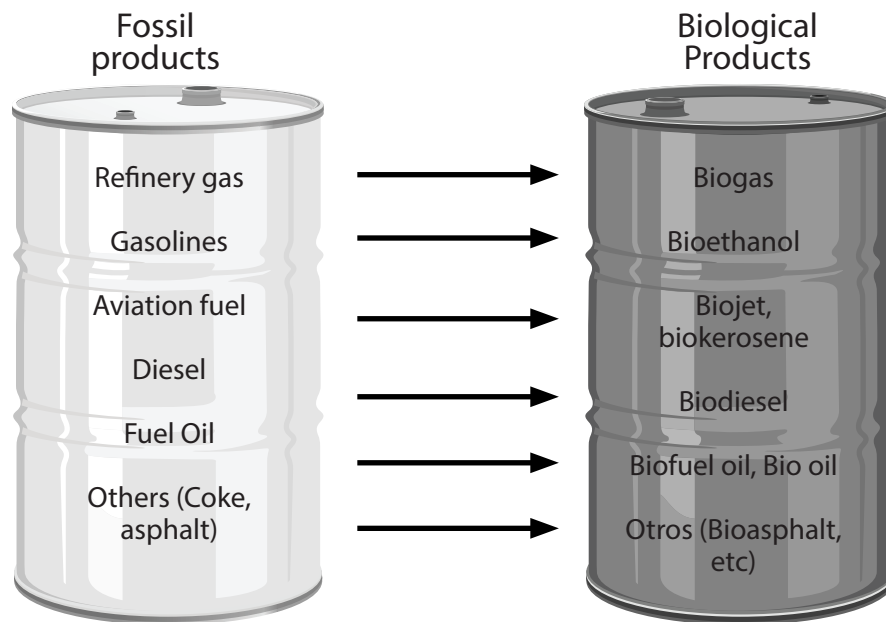 Fossil
products
Refinery gas
Gasolines
Aviation fuel
Diesel
Fuel Oil
Others (Coke,
asphalt)
Biological
Products
Biogas
Bioethanol
Biojet,
biokerosene
Biodiesel
Biofuel oil, Bio oil
Otros (Bioasphalt,
etc)